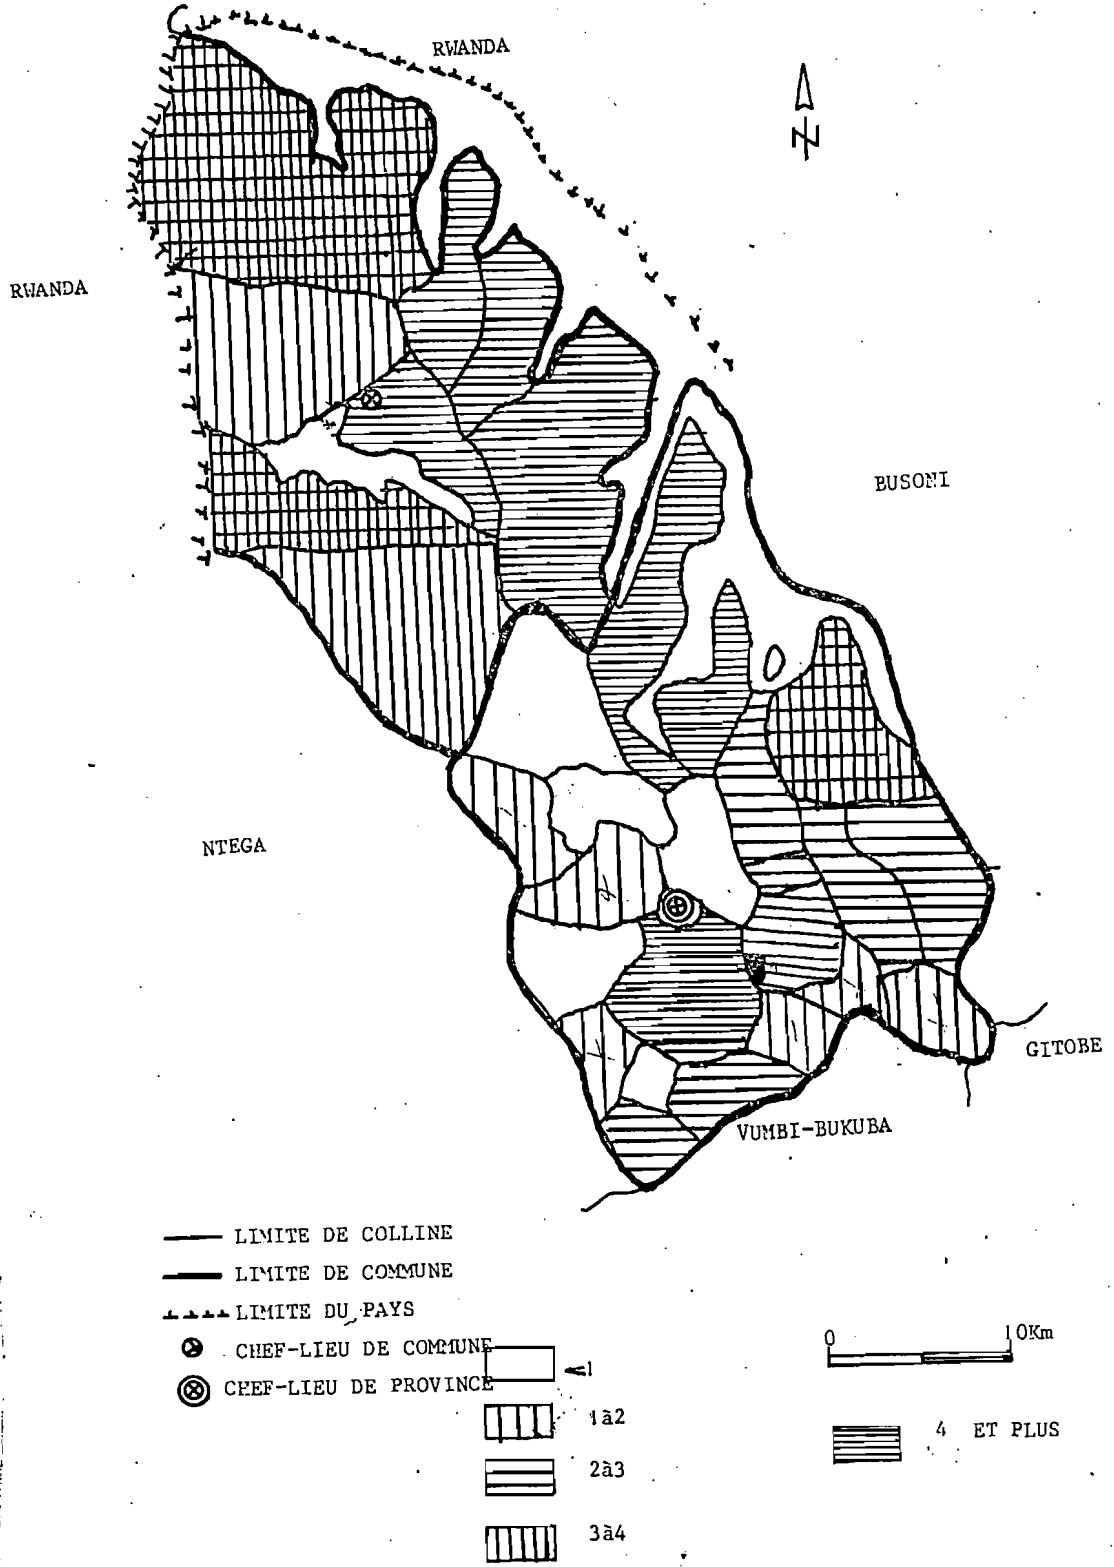 RWANDA
N
RWANDA
BUSONI
NTEGA
GITOBE
VUMBI-BUKUBA
LIMITE DE COLLINE
LIMITE DE COMMUNE
LIMITE DU PAYS
CHEF-LIEU DE COMMUNE
CHEF-LIEU DE PROVINCE
0 10Km
<1
1à2
4 ET PLUS
2à3
3à4